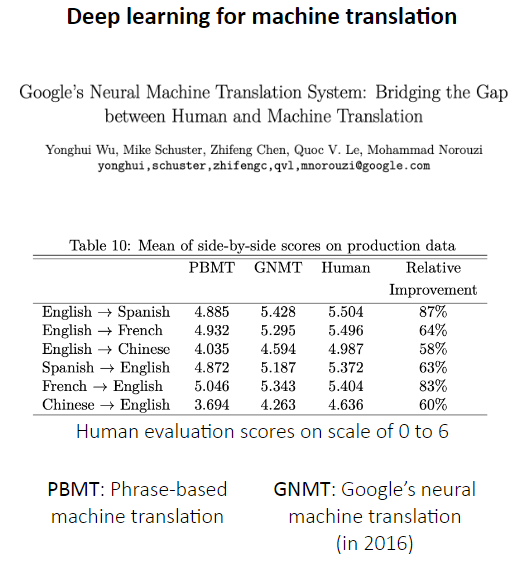 Deep learning for machine translation
Google's Neural Machine Translation System: Bridging the Gap
between Human and Machine Translation
Yonghui Wu, Mike Schuster, Zhifeng Chen, Quoc V. Le, Mohammad Norouzi
yonghui,schuster,zhifengc,qvl,mnorouzi@google.com
Table 10: Mean of side-by-side scores on production data
PBMT GNMT Human Relative
Improvement
English → Spanish 4.885 5.428 5.504 87%
English → French 4.932 5.295 5.496 64%
English → Chinese 4.035 4.594 4.987 58%
Spanish → English 4.872 5.187 5.372 63%
French → English 5.046 5.343 5.404 83%
Chinese → English 3.694 4.263 4.636 60%
Human evaluation scores on scale of 0 to 6
PBMT: Phrase-based
machine translation
GNMT: Google's neural
machine translation
(in 2016)